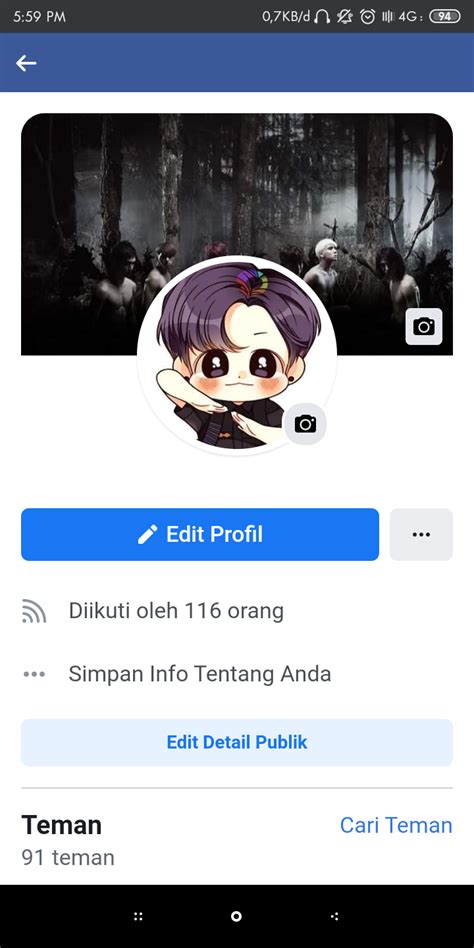 5:59 PM 0,7KB/d 4G 94
Edit Profil
Diikuti oleh 116 orang
Simpan Info Tentang Anda
Edit Detail Publik
Teman Cari Teman
91 teman